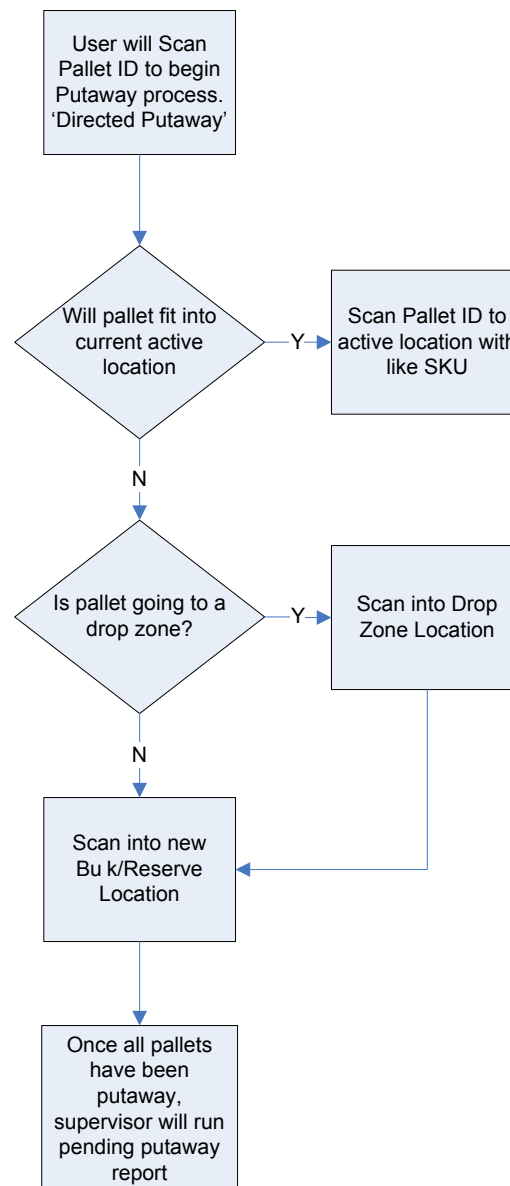 User will Scan
Pallet ID to begin
Putaway process.
‘Directed Putaway’
Will pallet fit into
current active
location
Y
Scan Pallet ID to
active location with
like SKU
N
Is pallet going to a
drop zone?
Y
Scan into Drop
Zone Location
N
Scan into new
Bu k/Reserve
Location
Once all pallets
have been
putaway,
supervisor will run
pending putaway
report